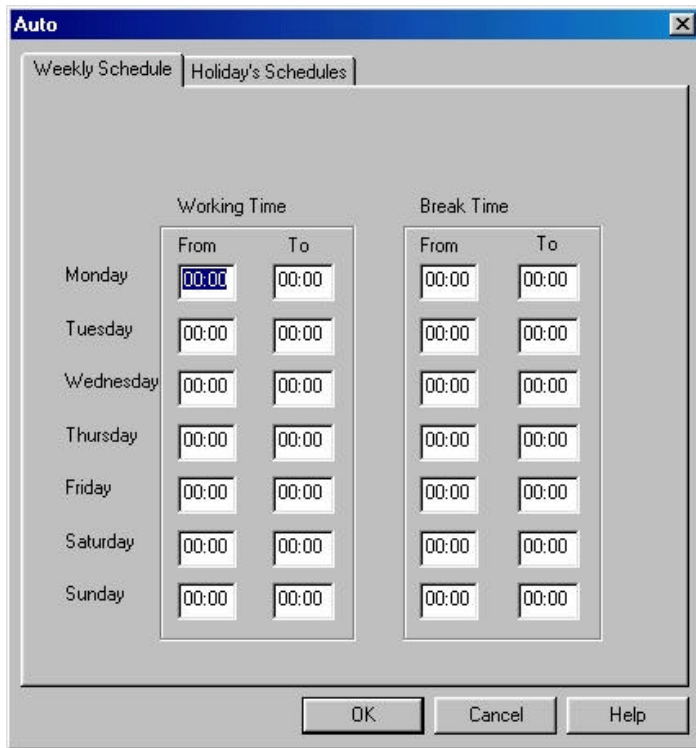 Auto
Weekly Schedule Holiday's Schedules
Working Time Break Time
From To From To
Monday 00:00 00:00 00:00 00:00
Tuesday 00:00 00:00 00:00 00:00
Wednesday 00:00 00:00 00:00 00:00
Thursday 00:00 00:00 00:00 00:00
Friday 00:00 00:00 00:00 00:00
Saturday 00:00 00:00 00:00 00:00
Sunday 00:00 00:00 00:00 00:00
OK Cancel Help